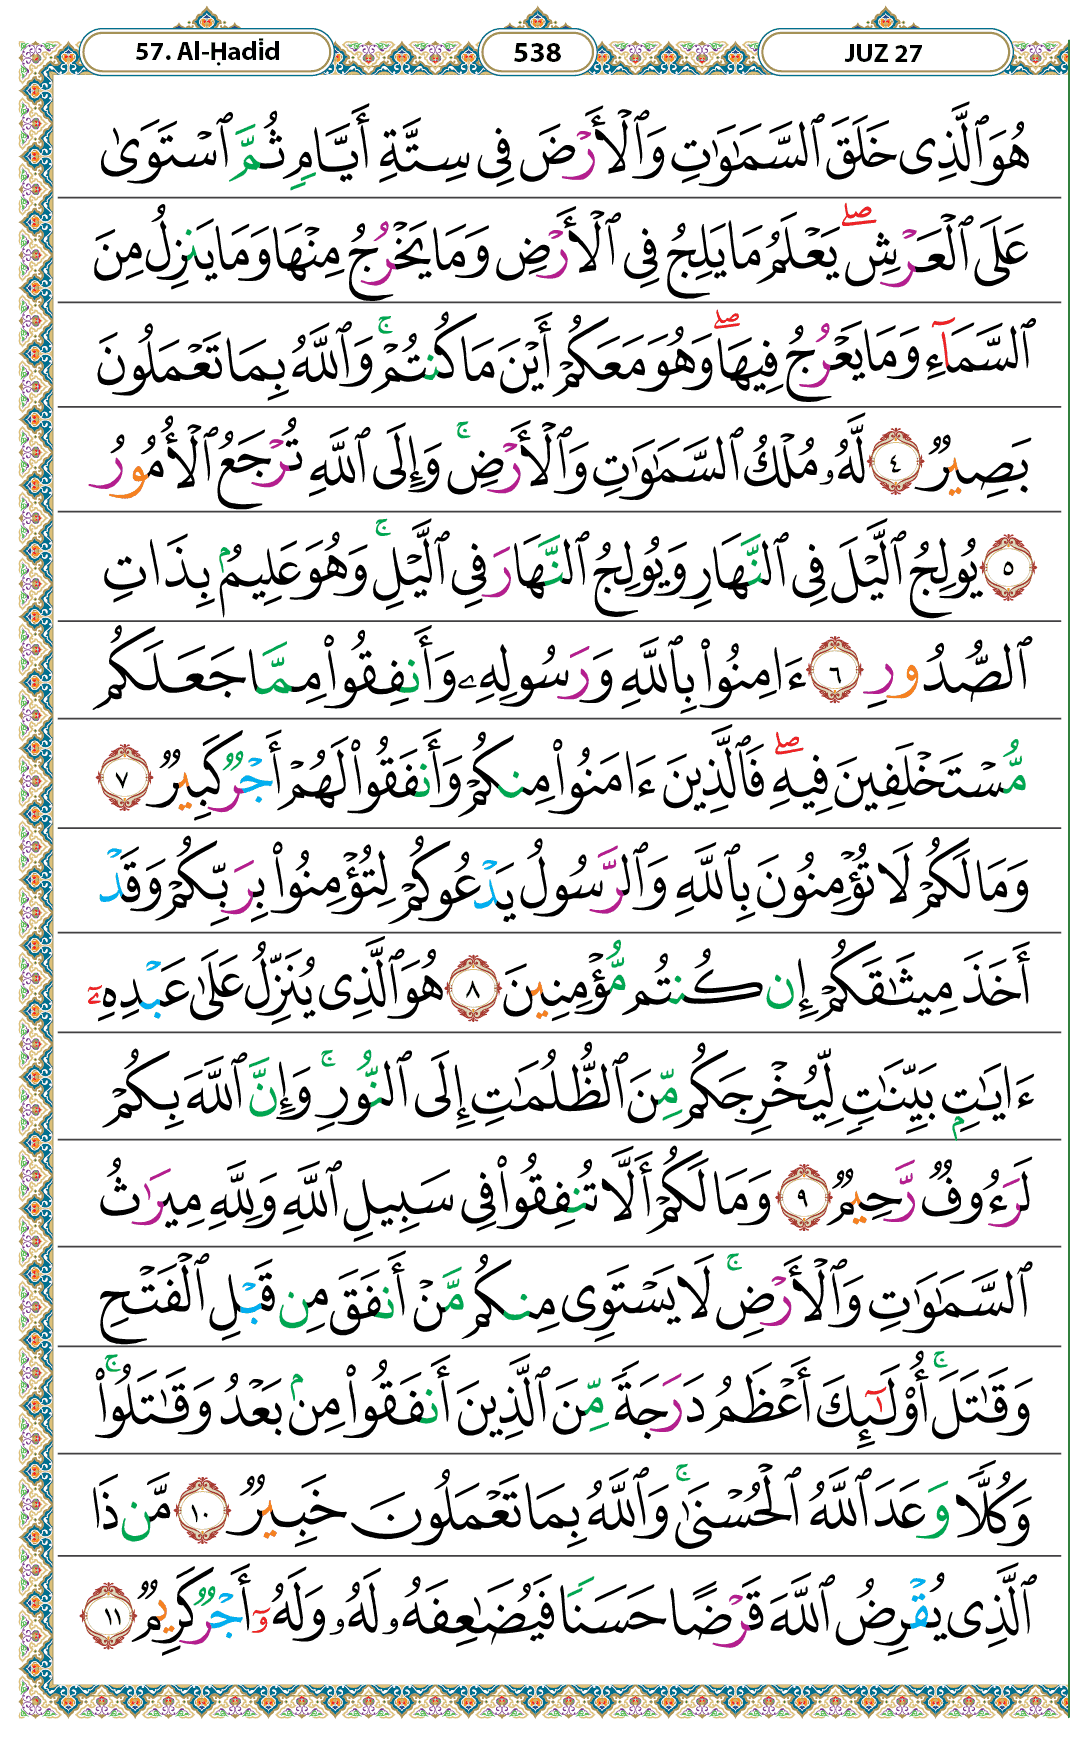 57. Al-Ḥadīd
538
JUZ 27
هُوَ ٱلَّذِى خَلَقَ ٱلسَّمَـٰوَٰتِ وَٱلْأَرْضَ فِى سِتَّةِ أَيَّامٍ ثُمَّ ٱسْتَوَىٰ
عَلَى ٱلْعَرْشِ ۖ يَعْلَمُ مَا يَلِجُ فِى ٱلْأَرْضِ وَمَا يَخْرُجُ مِنْهَا وَمَا يَنزِلُ مِنَ
ٱلسَّمَآءِ وَمَا يَعْرُجُ فِيهَا ۖ وَهُوَ مَعَكُمْ أَيْنَ مَا كُنتُمْ ۚ وَٱللَّهُ بِمَا تَعْمَلُونَ
بَصِيرٌ ٤ لَّهُۥ مُلْكُ ٱلسَّمَـٰوَٰتِ وَٱلْأَرْضِ ۚ وَإِلَى ٱللَّهِ تُرْجَعُ ٱلْأُمُورُ
٥ يُولِجُ ٱلَّيْلَ فِى ٱلنَّهَارِ وَيُولِجُ ٱلنَّهَارَ فِى ٱلَّيْلِ ۚ وَهُوَ عَلِيمٌۢ بِذَاتِ
ٱلصُّدُورِ ٦ ءَامِنُوا۟ بِٱللَّهِ وَرَسُولِهِۦ وَأَنفِقُوا۟ مِمَّا جَعَلَكُم
مُّسْتَخْلَفِينَ فِيهِ ۖ فَٱلَّذِينَ ءَامَنُوا۟ مِنكُمْ وَأَنفَقُوا۟ لَهُمْ أَجْرٌ كَبِيرٌ ٧
وَمَا لَكُمْ لَا تُؤْمِنُونَ بِٱللَّهِ وَٱلرَّسُولُ يَدْعُوكُمْ لِتُؤْمِنُوا۟ بِرَبِّكُمْ وَقَدْ
أَخَذَ مِيثَـٰقَكُمْ إِن كُنتُم مُّؤْمِنِينَ ٨ هُوَ ٱلَّذِى يُنَزِّلُ عَلَىٰ عَبْدِهِۦٓ
ءَايَـٰتٍۭ بَيِّنَـٰتٍ لِّيُخْرِجَكُم مِّنَ ٱلظُّلُمَـٰتِ إِلَى ٱلنُّورِ ۚ وَإِنَّ ٱللَّهَ بِكُمْ
لَرَءُوفٌ رَّحِيمٌ ٩ وَمَا لَكُمْ أَلَّا تُنفِقُوا۟ فِى سَبِيلِ ٱللَّهِ وَلِلَّهِ مِيرَٰثُ
ٱلسَّمَـٰوَٰتِ وَٱلْأَرْضِ ۚ لَا يَسْتَوِى مِنكُم مَّنْ أَنفَقَ مِن قَبْلِ ٱلْفَتْحِ
وَقَـٰتَلَ ۚ أُو۟لَـٰٓئِكَ أَعْظَمُ دَرَجَةً مِّنَ ٱلَّذِينَ أَنفَقُوا۟ مِنۢ بَعْدُ وَقَـٰتَلُوا۟ ۚ
وَكُلًّا وَعَدَ ٱللَّهُ ٱلْحُسْنَىٰ ۚ وَٱللَّهُ بِمَا تَعْمَلُونَ خَبِيرٌ ١٠ مَّن ذَا
ٱلَّذِى يُقْرِضُ ٱللَّهَ قَرْضًا حَسَنًا فَيُضَـٰعِفَهُۥ لَهُۥ وَلَهُۥٓ أَجْرٌ كَرِيمٌ ١١